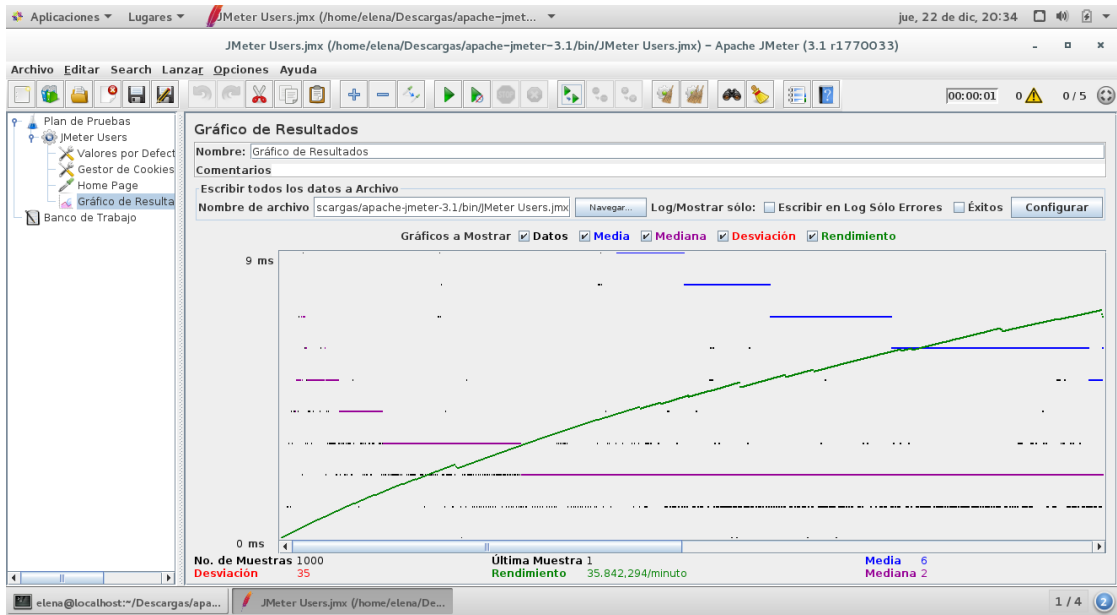 Aplicaciones Lugares JMeter Users.jmx (/home/elena/Descargas/apache-jmet... jue, 22 de dic, 20:34
JMeter Users.jmx (/home/elena/Descargas/apache-jmeter-3.1/bin/JMeter Users.jmx) - Apache JMeter (3.1 r1770033)
Archivo Editar Search Lanzar Opciones Ayuda
00:00:01 0 0 / 5
Plan de Pruebas
JMeter Users
Valores por Defect
Gestor de Cookies
Home Page
Gráfico de Resulta
Banco de Trabajo
Gráfico de Resultados
Nombre: Gráfico de Resultados
Comentarios
Escribir todos los datos a Archivo
Nombre de archivo scargas/apache-jmeter-3.1/bin/JMeter Users.jmx Navegar... Log/Mostrar sólo: Escribir en Log Sólo Errores Éxitos Configurar
Gráficos a Mostrar Datos Media Mediana Desviación Rendimiento
9 ms
0 ms
No. de Muestras 1000 Última Muestra 1 Media 6
Desviación 35 Rendimiento 35.842,294/minuto Mediana 2
elena@localhost:~/Descargas/apa... JMeter Users.jmx (/home/elena/De... 1 / 4 2